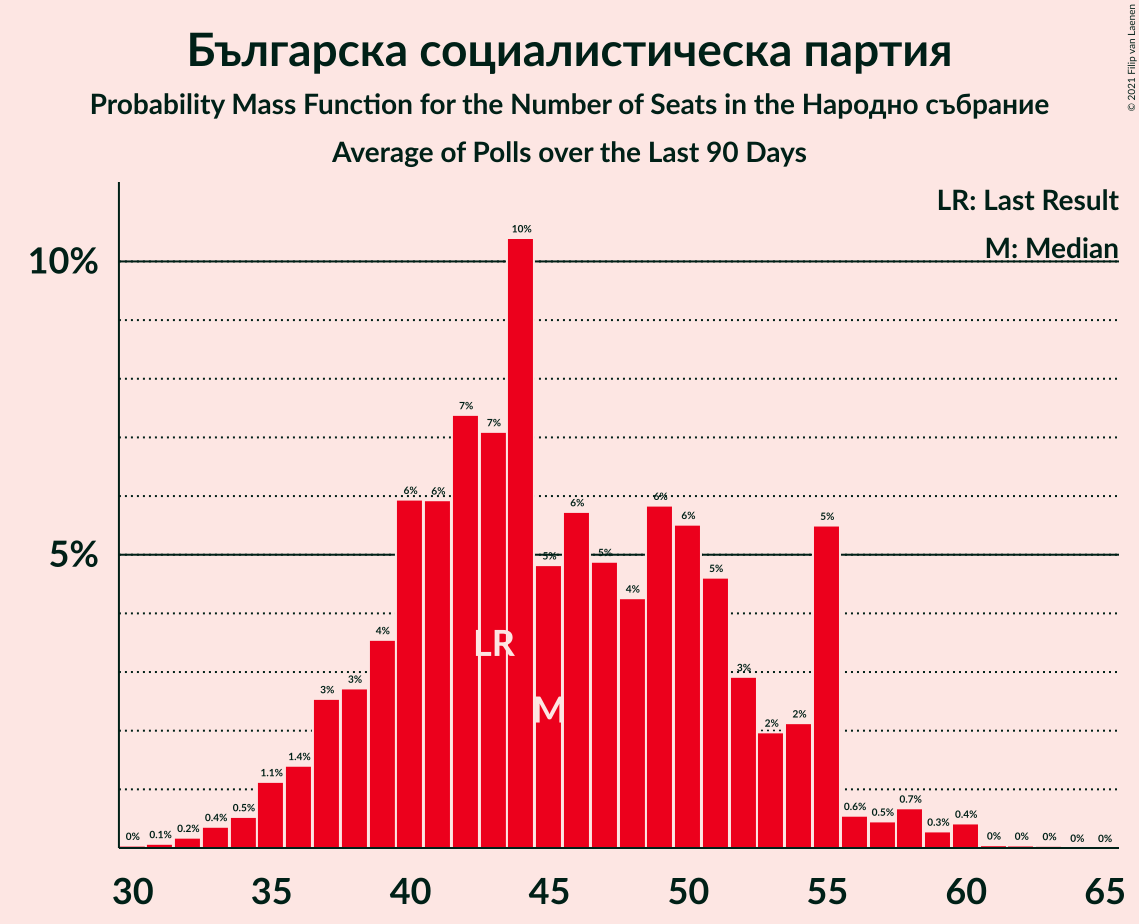 Българска социалистическа партия
Probability Mass Function for the Number of Seats in the Народно събрание
Average of Polls over the Last 90 Days
© 2021 Filip van Laenen
LR: Last Result
M: Median
10%
5%
0% 0.1% 0.2% 0.4% 0.5% 1.1% 1.4% 3% 3% 4% 6% 6% 7% 7% 10% 5% 6% 5% 4% 6% 6% 5% 3% 2% 2% 5% 0.6% 0.5% 0.7% 0.3% 0.4% 0% 0% 0% 0% 0%
LR
M
30 35 40 45 50 55 60 65